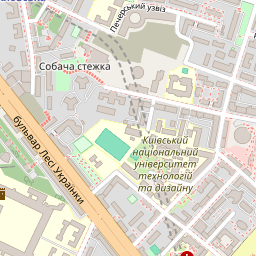 Печерський узвіз
Собача стежка
бульвар Лесі Українки
Київський
національний
університет
технологій
та дизайну